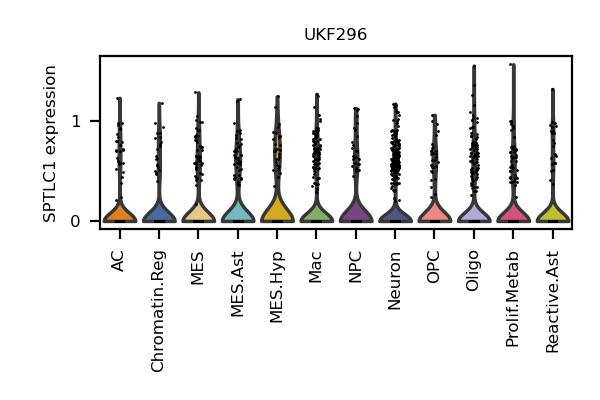 UKF296
SPTLC1 expression
1
0
AC
Chromatin.Reg
MES
MES.Ast
MES.Hyp
Mac
NPC
Neuron
OPC
Oligo
Prolif.Metab
Reactive.Ast